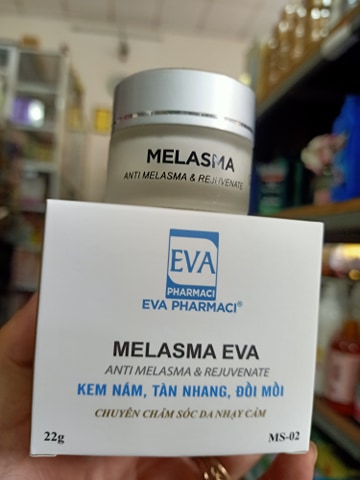 MELASMA
ANTI MELASMA & REJUVENATE
EVA
PHARMACI
EVA PHARMACI®
MELASMA EVA
ANTI MELASMA & REJUVENATE
KEM NÁM, TÀN NHANG, ĐỒI MỒI
CHUYÊN CHĂM SÓC DA NHẠY CẢM
22g
MS-02